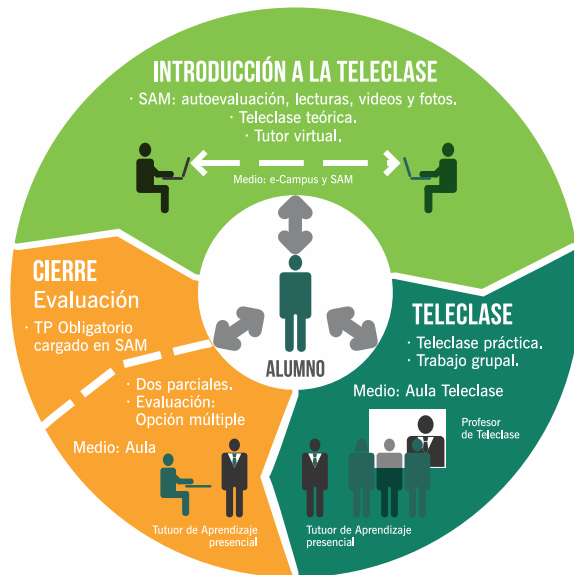 INTRODUCCIÓN A LA TELECLASE
· SAM: autoevaluación, lecturas, videos y fotos.
· Teleclase teórica.
· Tutor virtual.
Medio: e-Campus y SAM
CIERRE
Evaluación
· TP Obligatorio
cargado en SAM
· Dos parciales.
· Evaluación:
Opción múltiple
Medio: Aula
Tutuor de Aprendizaje
presencial
ALUMNO
TELECLASE
· Teleclase práctica.
· Trabajo grupal.
Medio: Aula Teleclase
Profesor
de Teleclase
Tutuor de Aprendizaje
presencial